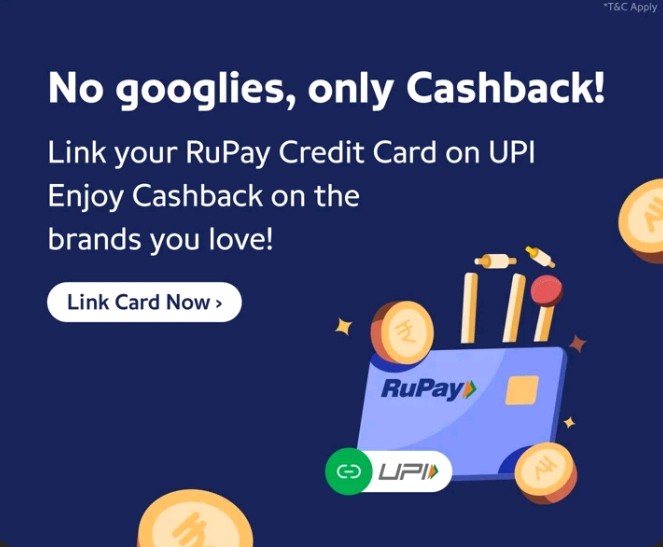 *T&C Apply
No googlies, only Cashback!
Link your RuPay Credit Card on UPI
Enjoy Cashback on the
brands you love!
Link Card Now ›
RuPay
UPI